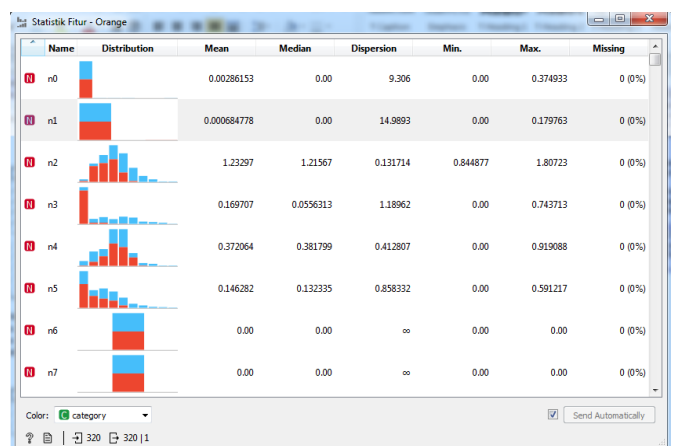 Statistik Fitur - Orange
Name Distribution Mean Median Dispersion Min. Max. Missing
N n0 0.00286153 0.00 9.306 0.00 0.374933 0 (0%)
N n1 0.000684778 0.00 14.9893 0.00 0.179763 0 (0%)
N n2 1.23297 1.21567 0.131714 0.844877 1.80723 0 (0%)
N n3 0.169707 0.0556313 1.18962 0.00 0.743713 0 (0%)
N n4 0.372064 0.381799 0.412807 0.00 0.919088 0 (0%)
N n5 0.146282 0.132335 0.858332 0.00 0.591217 0 (0%)
N n6 0.00 0.00 ∞ 0.00 0.00 0 (0%)
N n7 0.00 0.00 ∞ 0.00 0.00 0 (0%)
Color: C category Send Automatically
? 320 320 | 1